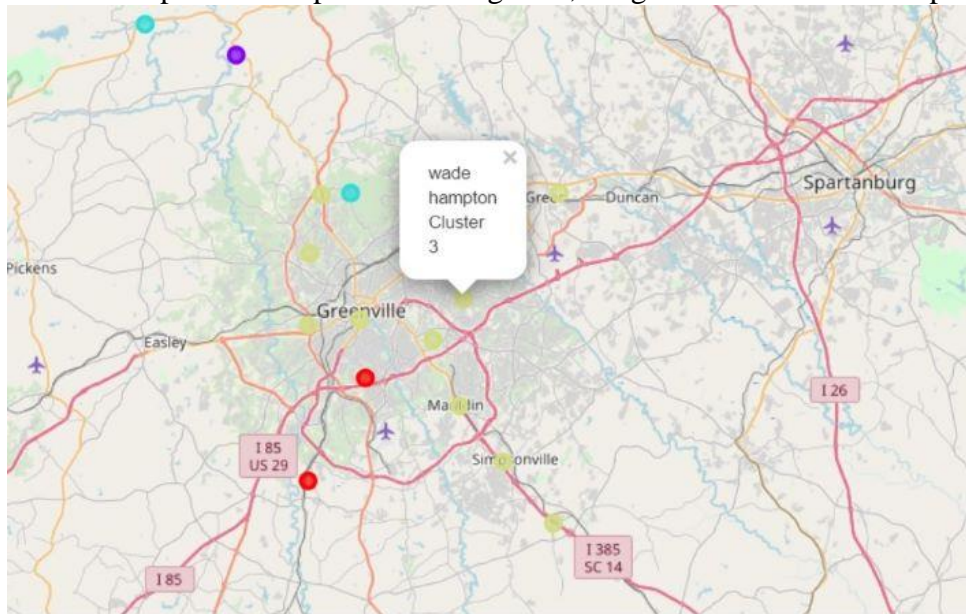 wade
hampton
Cluster
3
Spartanburg
Duncan
Pickens
Greenville
Easley
I 26
Mauldin
I 85
US 29
Simpsonville
I 385
SC 14
I 85